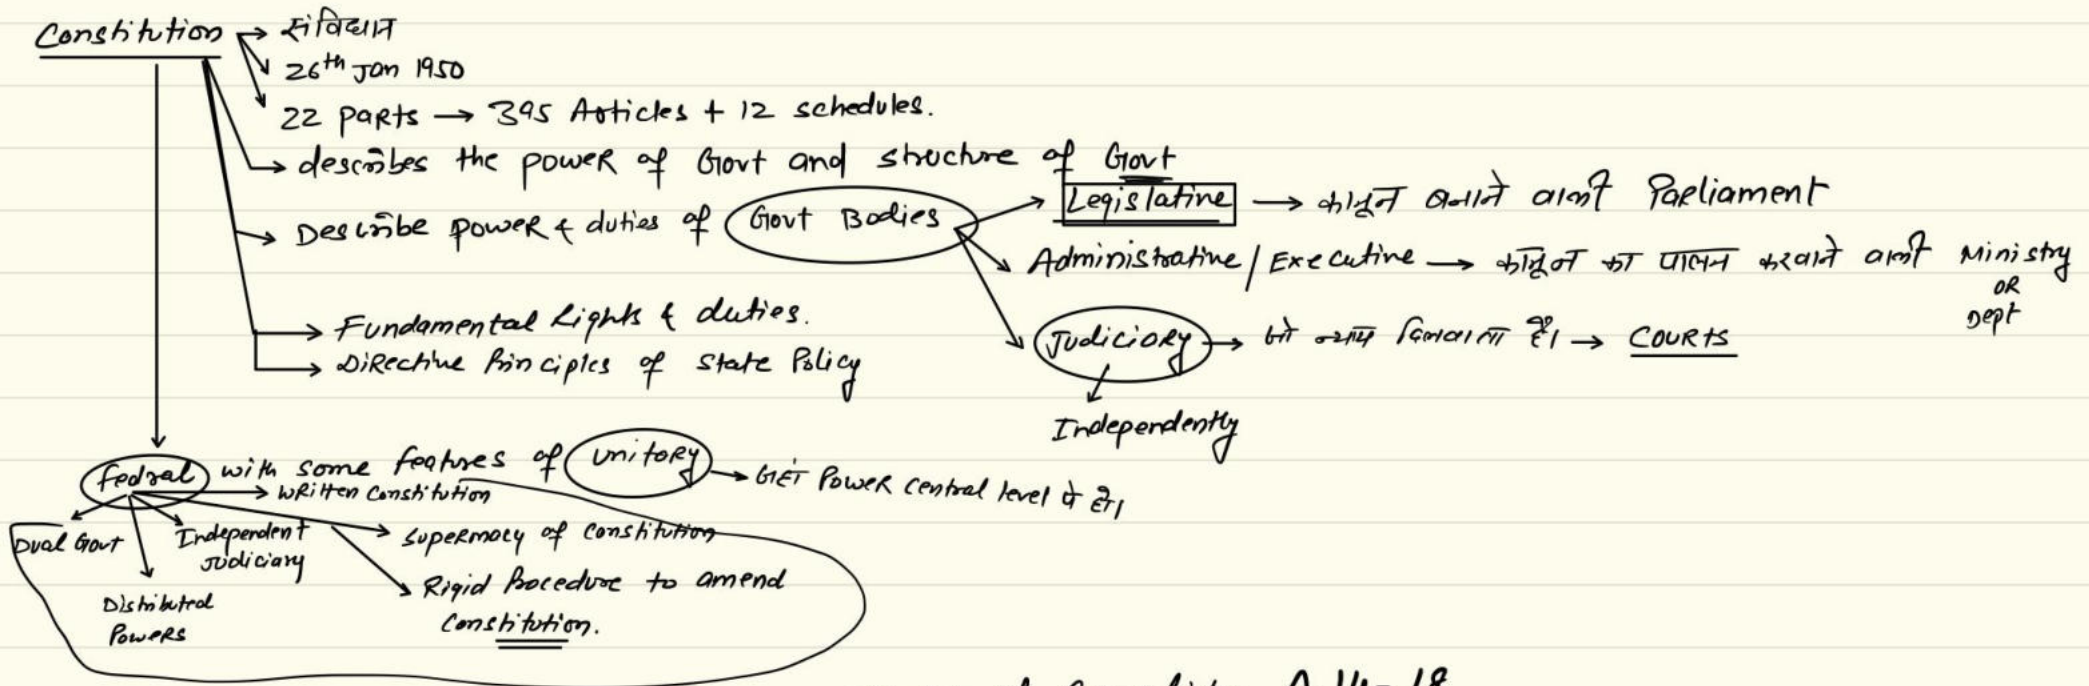 Constitution → संविधान
26th Jan 1950
22 Parts → 395 Articles + 12 schedules.
→ describes the power of Govt and structure of Govt
→ Describe power & duties of Govt Bodies
Legislative → कानून बनाने वाली Parliament
Administrative / Executive → कानून का पालन करवाने वाली Ministry
OR
Dept
Judiciary → जो न्याय दिलवाता है। → COURTS
Independently
→ Fundamental Rights & duties.
→ Directive Principles of State Policy
fedral with some features of unitory → Power central level पे है।
→ written constitution
Dual Govt
Independent
Judiciary
Distributed
Powers
Supermacy of constitution
Rigid Procedure to amend
Constitution.